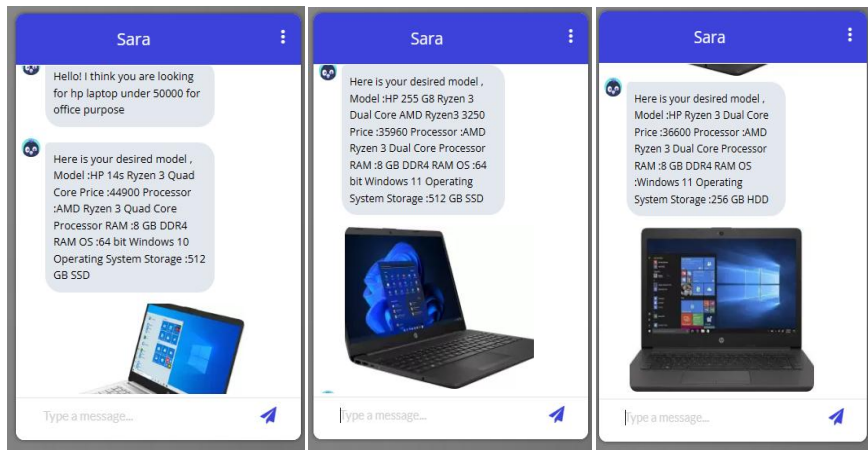 Sara
Hello! I think you are looking
for hp laptop under 50000 for
office purpose
Here is your desired model ,
Model :HP 14s Ryzen 3 Quad
Core Price :44900 Processor
:AMD Ryzen 3 Quad Core
Processor RAM :8 GB DDR4
RAM OS :64 bit Windows 10
Operating System Storage :512
GB SSD
Type a message...
Sara
Here is your desired model ,
Model :HP 255 G8 Ryzen 3
Dual Core AMD Ryzen3 3250
Price :35960 Processor :AMD
Ryzen 3 Dual Core Processor
RAM :8 GB DDR4 RAM OS :64
bit Windows 11 Operating
System Storage :512 GB SSD
Type a message...
Sara
Here is your desired model ,
Model :HP Ryzen 3 Dual Core
Price :36600 Processor :AMD
Ryzen 3 Dual Core Processor
RAM :8 GB DDR4 RAM OS
:Windows 11 Operating
System Storage :256 GB HDD
Type a message...